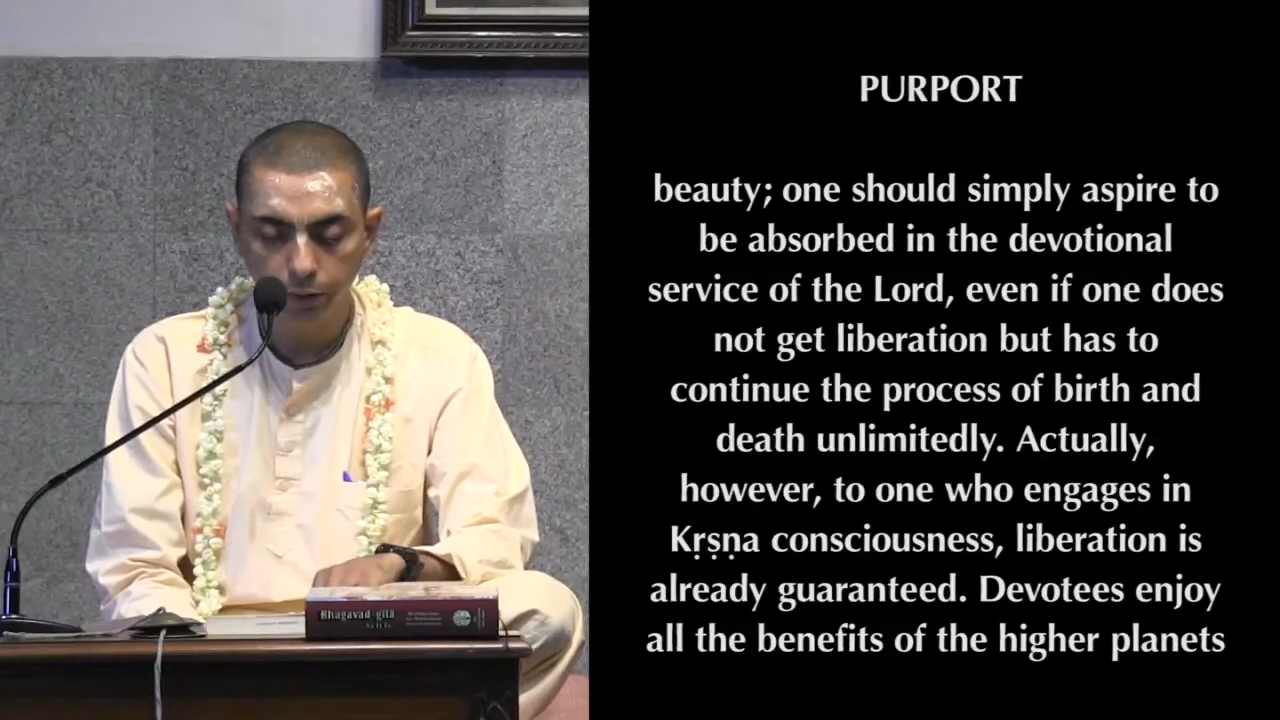 PURPORT
beauty; one should simply aspire to
be absorbed in the devotional
service of the Lord, even if one does
not get liberation but has to
continue the process of birth and
death unlimitedly. Actually,
however, to one who engages in
Kṛṣṇa consciousness, liberation is
already guaranteed. Devotees enjoy
all the benefits of the higher planets
Bhagavad-gītā
As It Is